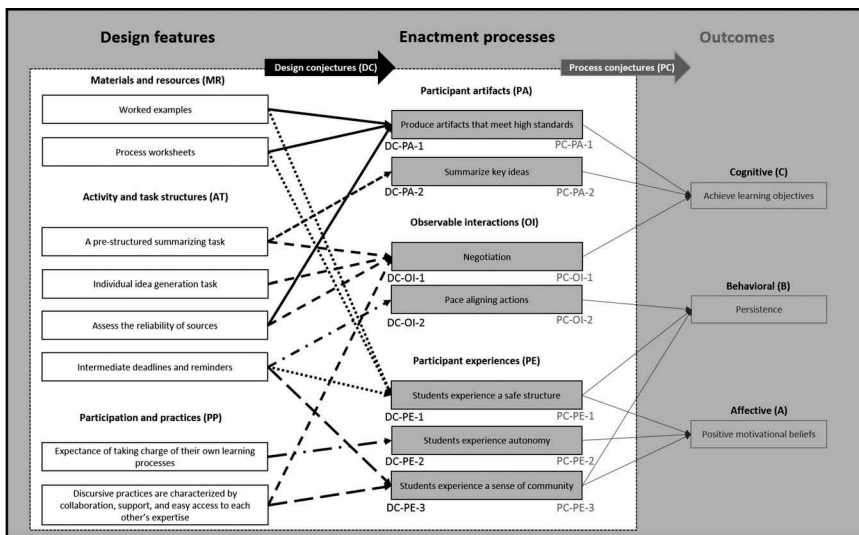 Design features
Enactment processes
Outcomes
Design conjectures (DC)
Process conjectures (PC)
Materials and resources (MR)
Worked examples
Process worksheets
Activity and task structures (AT)
A pre-structured summarizing task
Individual idea generation task
Assess the reliability of sources
Intermediate deadlines and reminders
Participation and practices (PP)
Expectance of taking charge of their own learning
processes
Discursive practices are characterized by
collaboration, support, and easy access to each
other's expertise
Participant artifacts (PA)
Produce artifacts that meet high standards
DC-PA-1
PC-PA-1
Summarize key ideas
DC-PA-2
PC-PA-2
Observable interactions (OI)
Negotiation
DC-OI-1
PC-OI-1
Pace aligning actions
DC-OI-2
PC-OI-2
Participant experiences (PE)
Students experience a safe structure
DC-PE-1
PC-PE-1
Students experience autonomy
DC-PE-2
PC-PE-2
Students experience a sense of community
DC-PE-3
PC-PE-3
Cognitive (C)
Achieve learning objectives
Behavioral (B)
Persistence
Affective (A)
Positive motivational beliefs